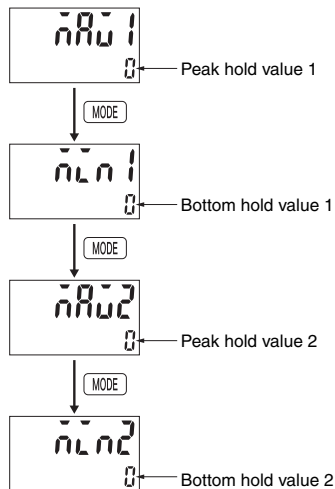 MAX1
0 Peak hold value 1
MODE
MIN1
0 Bottom hold value 1
MODE
MAX2
0 Peak hold value 2
MODE
MIN2
0 Bottom hold value 2